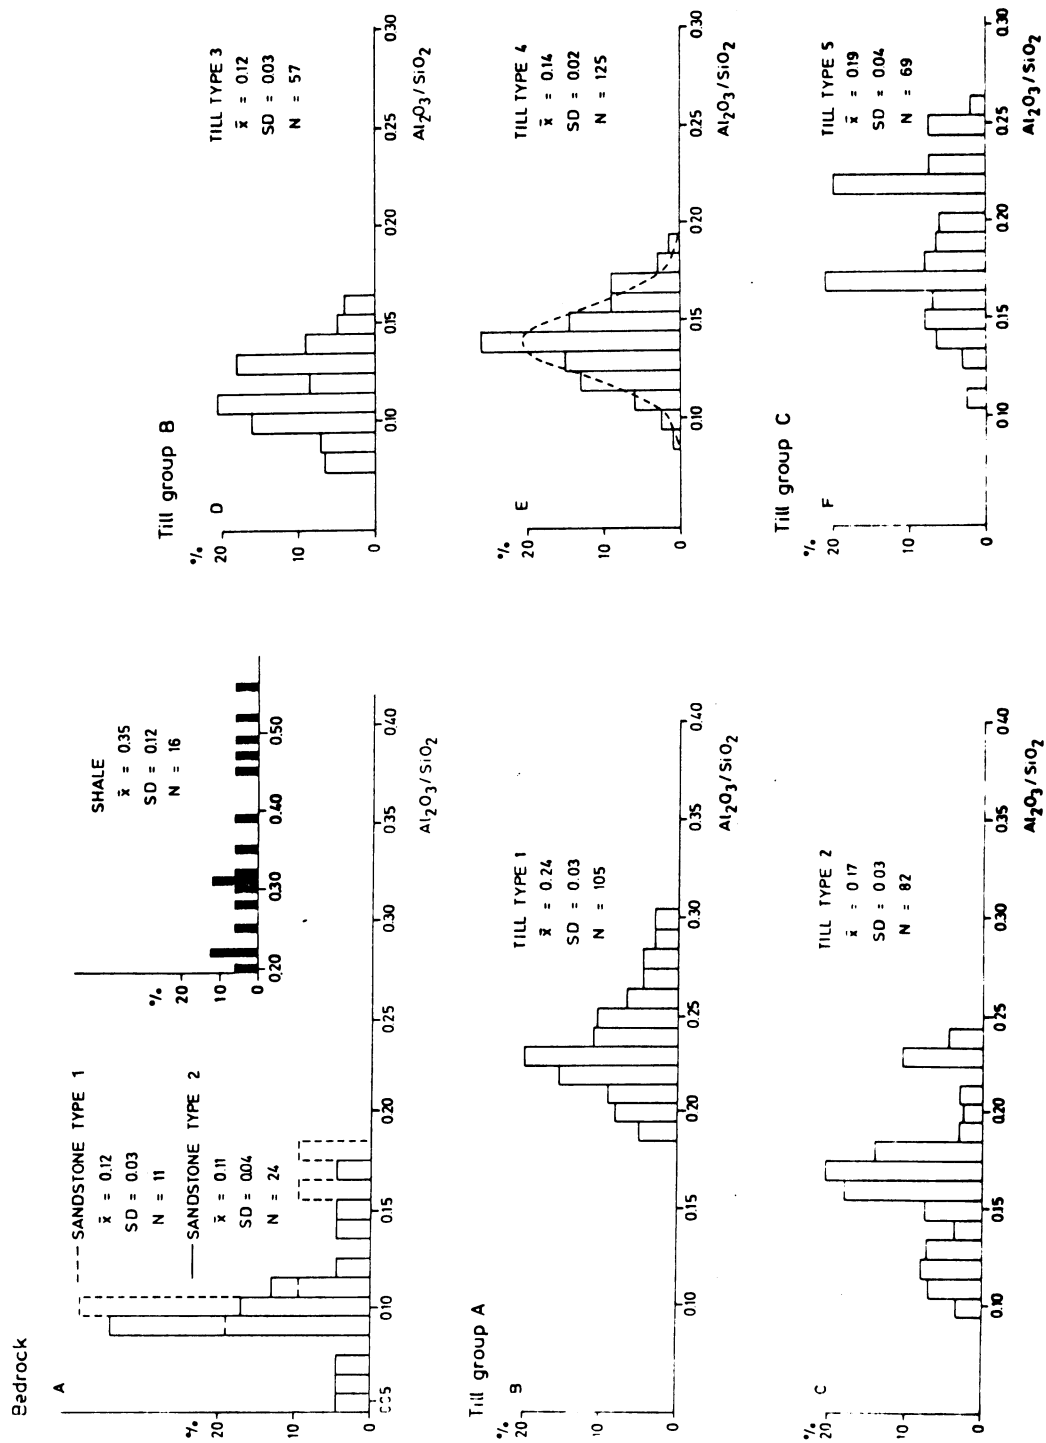 Bedrock
A
%
20
10
0
--- SANDSTONE TYPE 1
x̄ = 0.12
SD = 0.03
N = 11
—— SANDSTONE TYPE 2
x̄ = 0.11
SD = 0.04
N = 24
0.05
0.10
0.15
0.20
0.25
0.30
0.35
0.40
Al₂O₃/SiO₂
SHALE
x̄ = 0.35
SD = 0.12
N = 16
%
20
10
0
0.20
0.30
0.40
0.50
Till group A
B
%
20
10
0
TILL TYPE 1
x̄ = 0.24
SD = 0.03
N = 105
0.10
0.15
0.20
0.25
0.30
0.35
0.40
Al₂O₃/SiO₂
C
%
20
10
0
TILL TYPE 2
x̄ = 0.17
SD = 0.03
N = 82
0.10
0.15
0.20
0.25
0.30
0.35
0.40
Al₂O₃/SiO₂
Till group B
D
%
20
10
0
TILL TYPE 3
x̄ = 0.12
SD = 0.03
N = 57
0.10
0.15
0.20
0.25
0.30
Al₂O₃/SiO₂
E
%
20
10
0
TILL TYPE 4
x̄ = 0.14
SD = 0.02
N = 125
0.10
0.15
0.20
0.25
0.30
Al₂O₃/SiO₂
Till group C
F
%
20
10
0
TILL TYPE 5
x̄ = 0.19
SD = 0.04
N = 69
0.10
0.15
0.20
0.25
0.30
Al₂O₃/SiO₂